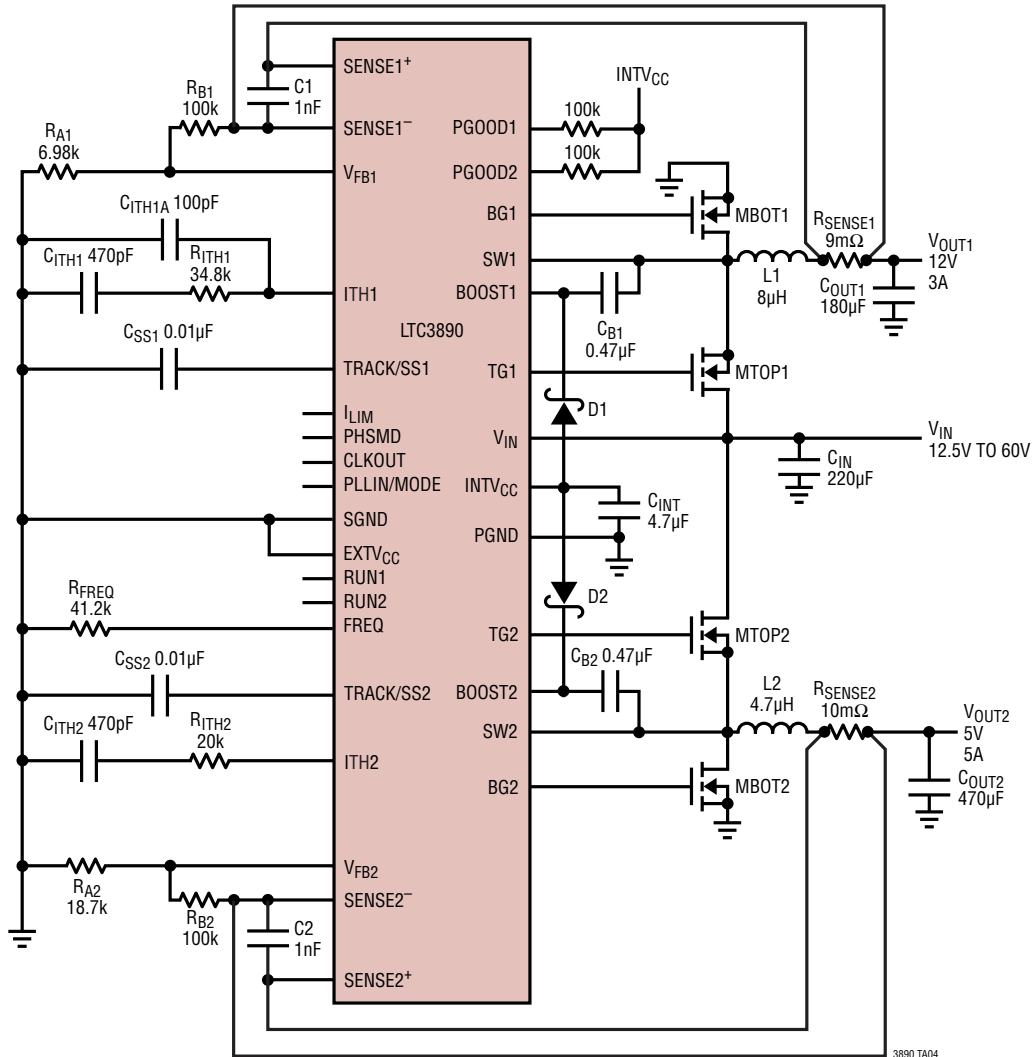 SENSE1+
RB1
100k
C1
1nF
INTVCC
SENSE1–
PGOOD1
100k
RA1
6.98k
VFB1
PGOOD2
100k
CITH1A 100pF
BG1
MBOT1
CITH1 470pF
RITH1
34.8k
SW1
L1
8µH
RSENSE1
9mΩ
VOUT1
12V
3A
COUT1
180µF
ITH1
BOOST1
CB1
0.47µF
LTC3890
CSS1 0.01µF
TRACK/SS1
TG1
MTOP1
D1
ILIM
PHSMD
CLKOUT
PLLIN/MODE
VIN
VIN
12.5V TO 60V
CIN
220µF
INTVCC
CINT
4.7µF
SGND
PGND
EXTVCC
RUN1
RUN2
D2
RFREQ
41.2k
FREQ
TG2
MTOP2
CSS2 0.01µF
CB2 0.47µF
TRACK/SS2
BOOST2
L2
4.7µH
RSENSE2
10mΩ
VOUT2
5V
5A
CITH2 470pF
RITH2
20k
SW2
ITH2
BG2
MBOT2
COUT2
470µF
VFB2
RA2
18.7k
SENSE2–
RB2
100k
C2
1nF
SENSE2+
3890 TA04